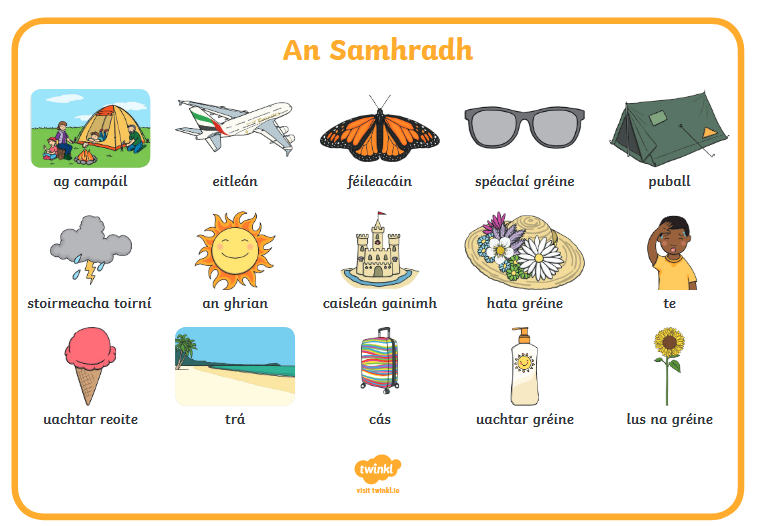 An Samhradh
ag campáil
eitleán
féileacáin
spéaclaí gréine
puball
stoirmeacha toirní
an ghrian
caisleán gainimh
hata gréine
te
uachtar reoite
trá
cás
uachtar gréine
lus na gréine
twinkl
visit twinkl.ie